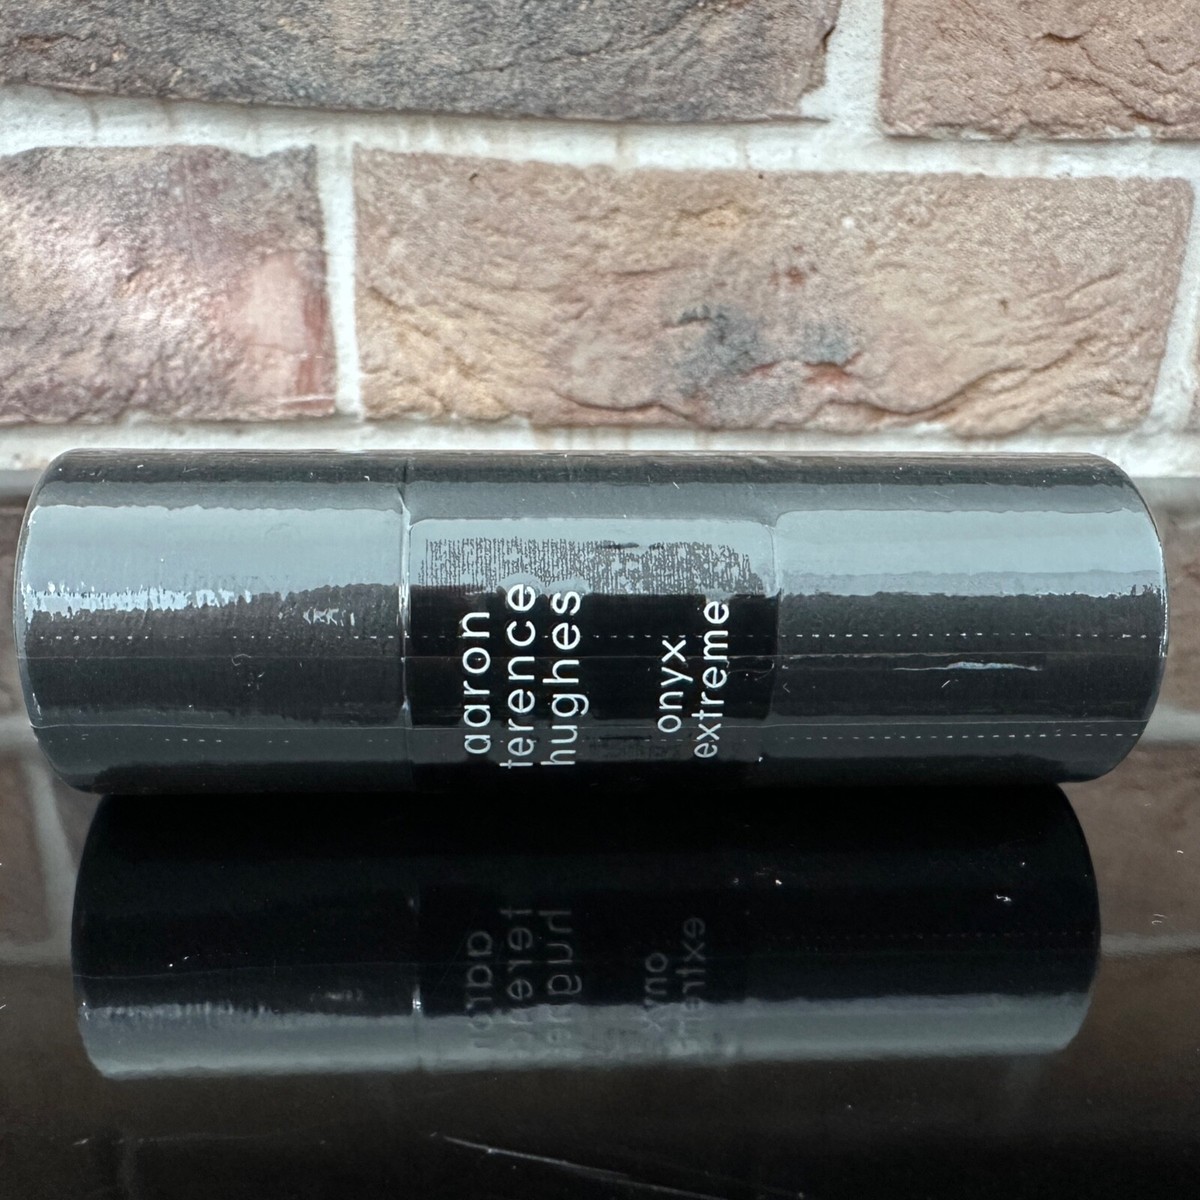 aaron
terence
hughes
onyx
extreme